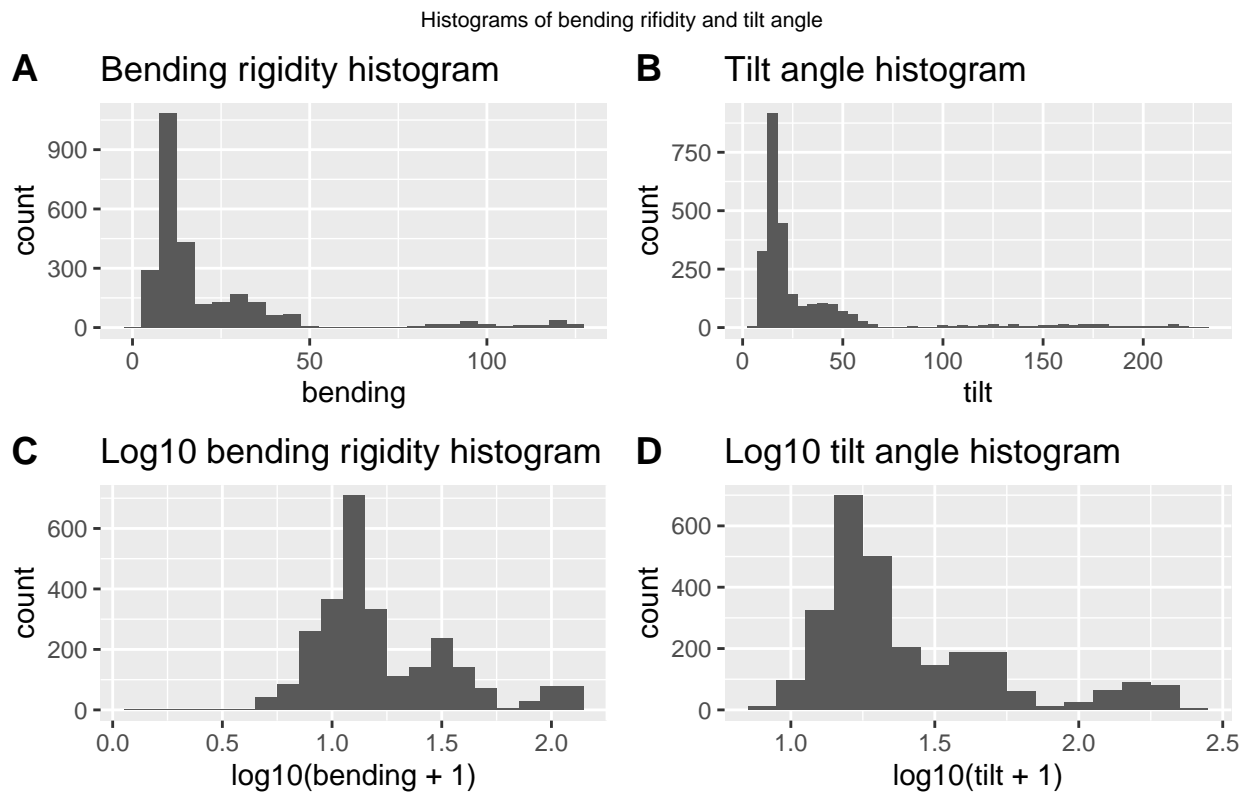 Histograms of bending rifidity and tilt angle
A Bending rigidity histogram
900
600
300
0
count
0 50 100
bending
B Tilt angle histogram
750
500
250
0
count
0 50 100 150 200
tilt
C Log10 bending rigidity histogram
600
400
200
0
count
0.0 0.5 1.0 1.5 2.0
log10(bending + 1)
D Log10 tilt angle histogram
600
400
200
0
count
1.0 1.5 2.0 2.5
log10(tilt + 1)